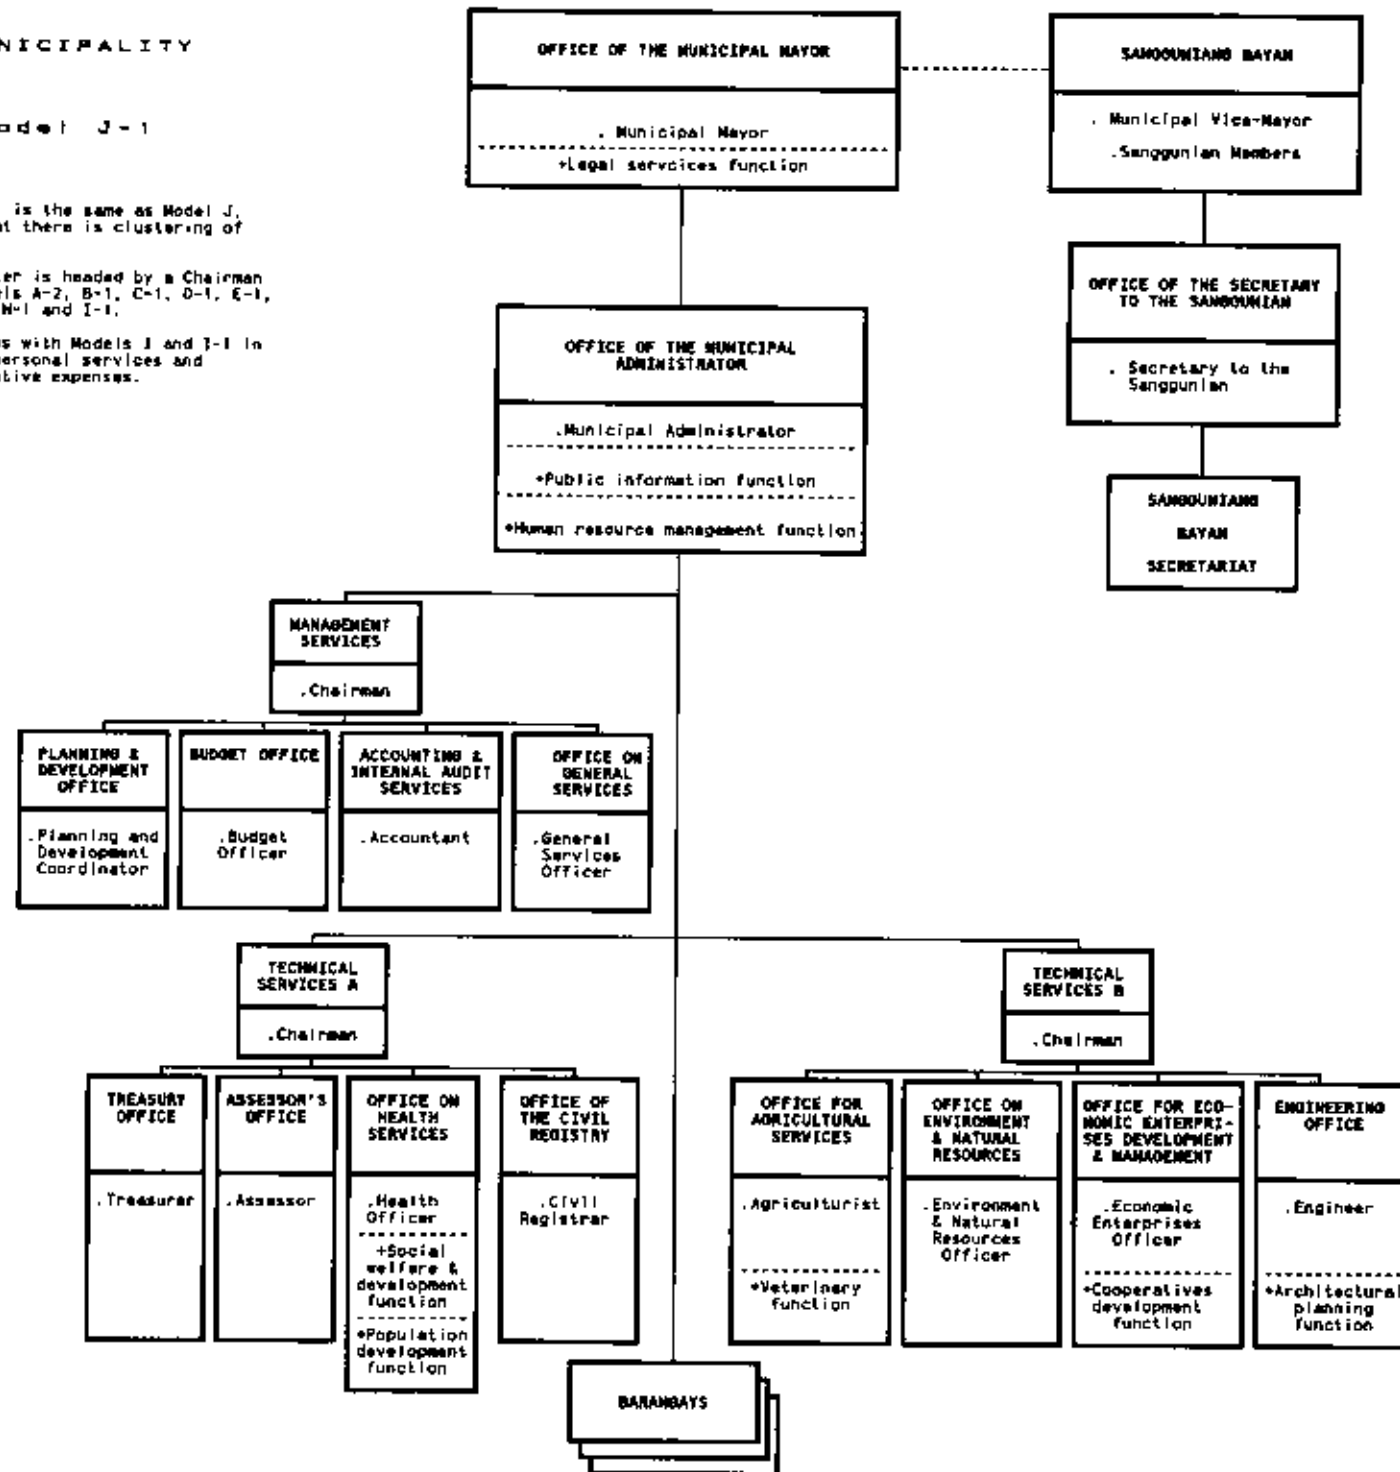 NICIPALITY
odel J-1
is the same as Model J,
t there is clustering of
er is headed by a Chairman
ls A-2, B-1, C-1, D-1, E-1,
H-1 and I-1.
s with Models I and I-1 in
personal services and
tive expenses.
OFFICE OF THE MUNICIPAL MAYOR
. Municipal Mayor
+Legal servoices function
SANGGUNIANG BAYAN
. Municipal Vice-Mayor
.Sanggunian Members
OFFICE OF THE SECRETARY
TO THE SANGGUNIAN
. Secretary to the
Sanggunian
SANGGUNIANG
BAYAN
SECRETARIAT
OFFICE OF THE MUNICIPAL
ADMINISTRATOR
.Municipal Administrator
+Public information function
+Human resource management function
MANAGEMENT
SERVICES
.Chairman
PLANNING &
DEVELOPMENT
OFFICE
.Planning and
Development
Coordinator
BUDGET OFFICE
.Budget
Officer
ACCOUNTING &
INTERNAL AUDIT
SERVICES
.Accountant
OFFICE ON
GENERAL
SERVICES
.General
Services
Officer
TECHNICAL
SERVICES A
.Chairman
TREASURY
OFFICE
.Treasurer
ASSESSOR'S
OFFICE
.Assessor
OFFICE ON
HEALTH
SERVICES
.Health
Officer
+Social
welfare &
development
function
+Population
development
function
OFFICE OF
THE CIVIL
REGISTRY
.Civil
Registrar
TECHNICAL
SERVICES B
.Chairman
OFFICE FOR
AGRICULTURAL
SERVICES
.Agriculturist
+Veterinary
function
OFFICE ON
ENVIRONMENT
& NATURAL
RESOURCES
.Environment
& Natural
Resources
Officer
OFFICE FOR ECO-
NOMIC ENTERPRI-
SES DEVELOPMENT
& MANAGEMENT
.Economic
Enterprises
Officer
+Cooperatives
development
function
ENGINEERING
OFFICE
.Engineer
+Architectural
planning
function
BARANGAYS